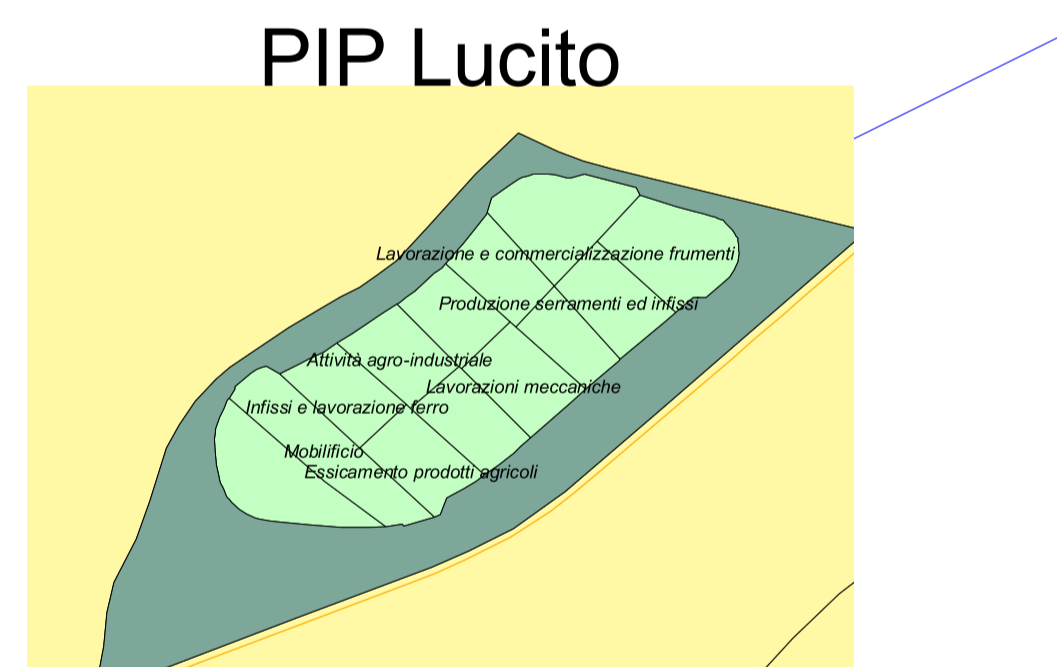 PIP Lucito
Lavorazione e commercializzazione frumenti
Produzione serramenti ed infissi
Attività agro-industriale
Lavorazioni meccaniche
Infissi e lavorazione ferro
Mobilificio
Essicamento prodotti agricoli